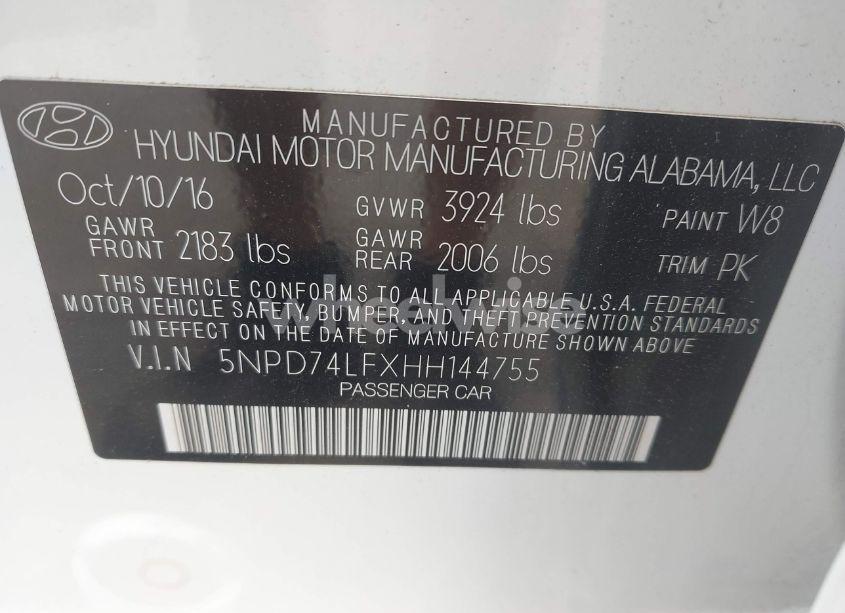 MANUFACTURED BY
HYUNDAI MOTOR MANUFACTURING ALABAMA, LLC
Oct/10/16 GVWR 3924 lbs PAINT W8
GAWR FRONT 2183 lbs GAWR REAR 2006 lbs TRIM PK
THIS VEHICLE CONFORMS TO ALL APPLICABLE U.S.A. FEDERAL
MOTOR VEHICLE SAFETY, BUMPER, AND THEFT PREVENTION STANDARDS
IN EFFECT ON THE DATE OF MANUFACTURE SHOWN ABOVE
V.I.N 5NPD74LFXHH144755
PASSENGER CAR
wheelwise